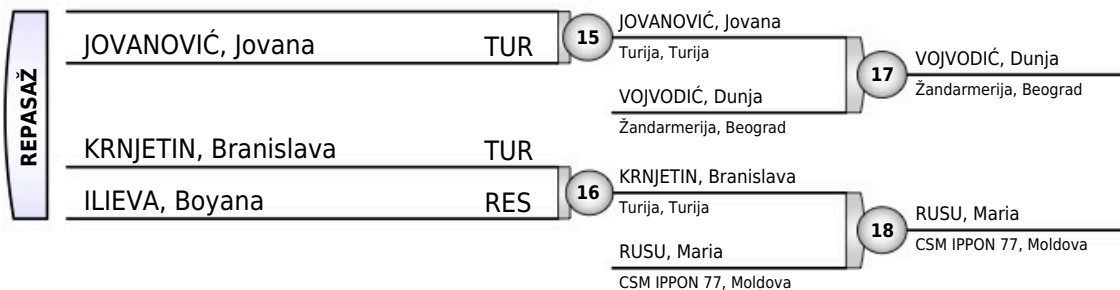 REPASAŽ
JOVANOVIĆ, Jovana TUR
15
JOVANOVIĆ, Jovana
Turija, Turija
VOJVODIĆ, Dunja
Žandarmerija, Beograd
17
VOJVODIĆ, Dunja
Žandarmerija, Beograd
KRNJETIN, Branislava TUR
ILIEVA, Boyana RES
16
KRNJETIN, Branislava
Turija, Turija
RUSU, Maria
CSM IPPON 77, Moldova
18
RUSU, Maria
CSM IPPON 77, Moldova